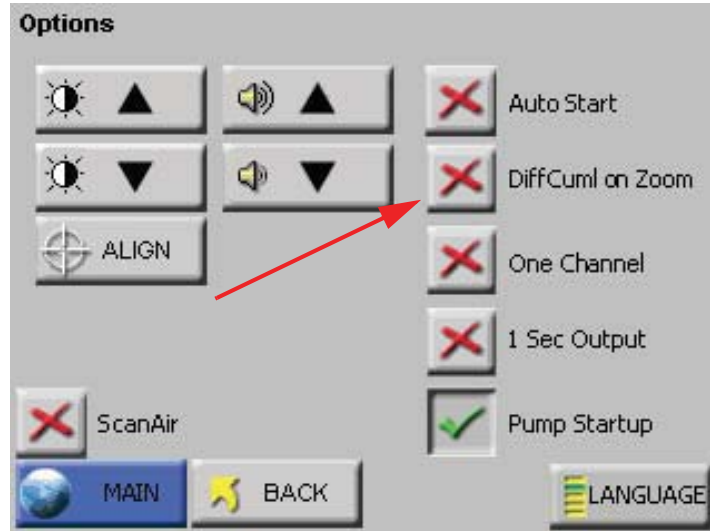 Options
Auto Start
DiffCuml on Zoom
ALIGN
One Channel
1 Sec Output
ScanAir
Pump Startup
MAIN
BACK
LANGUAGE